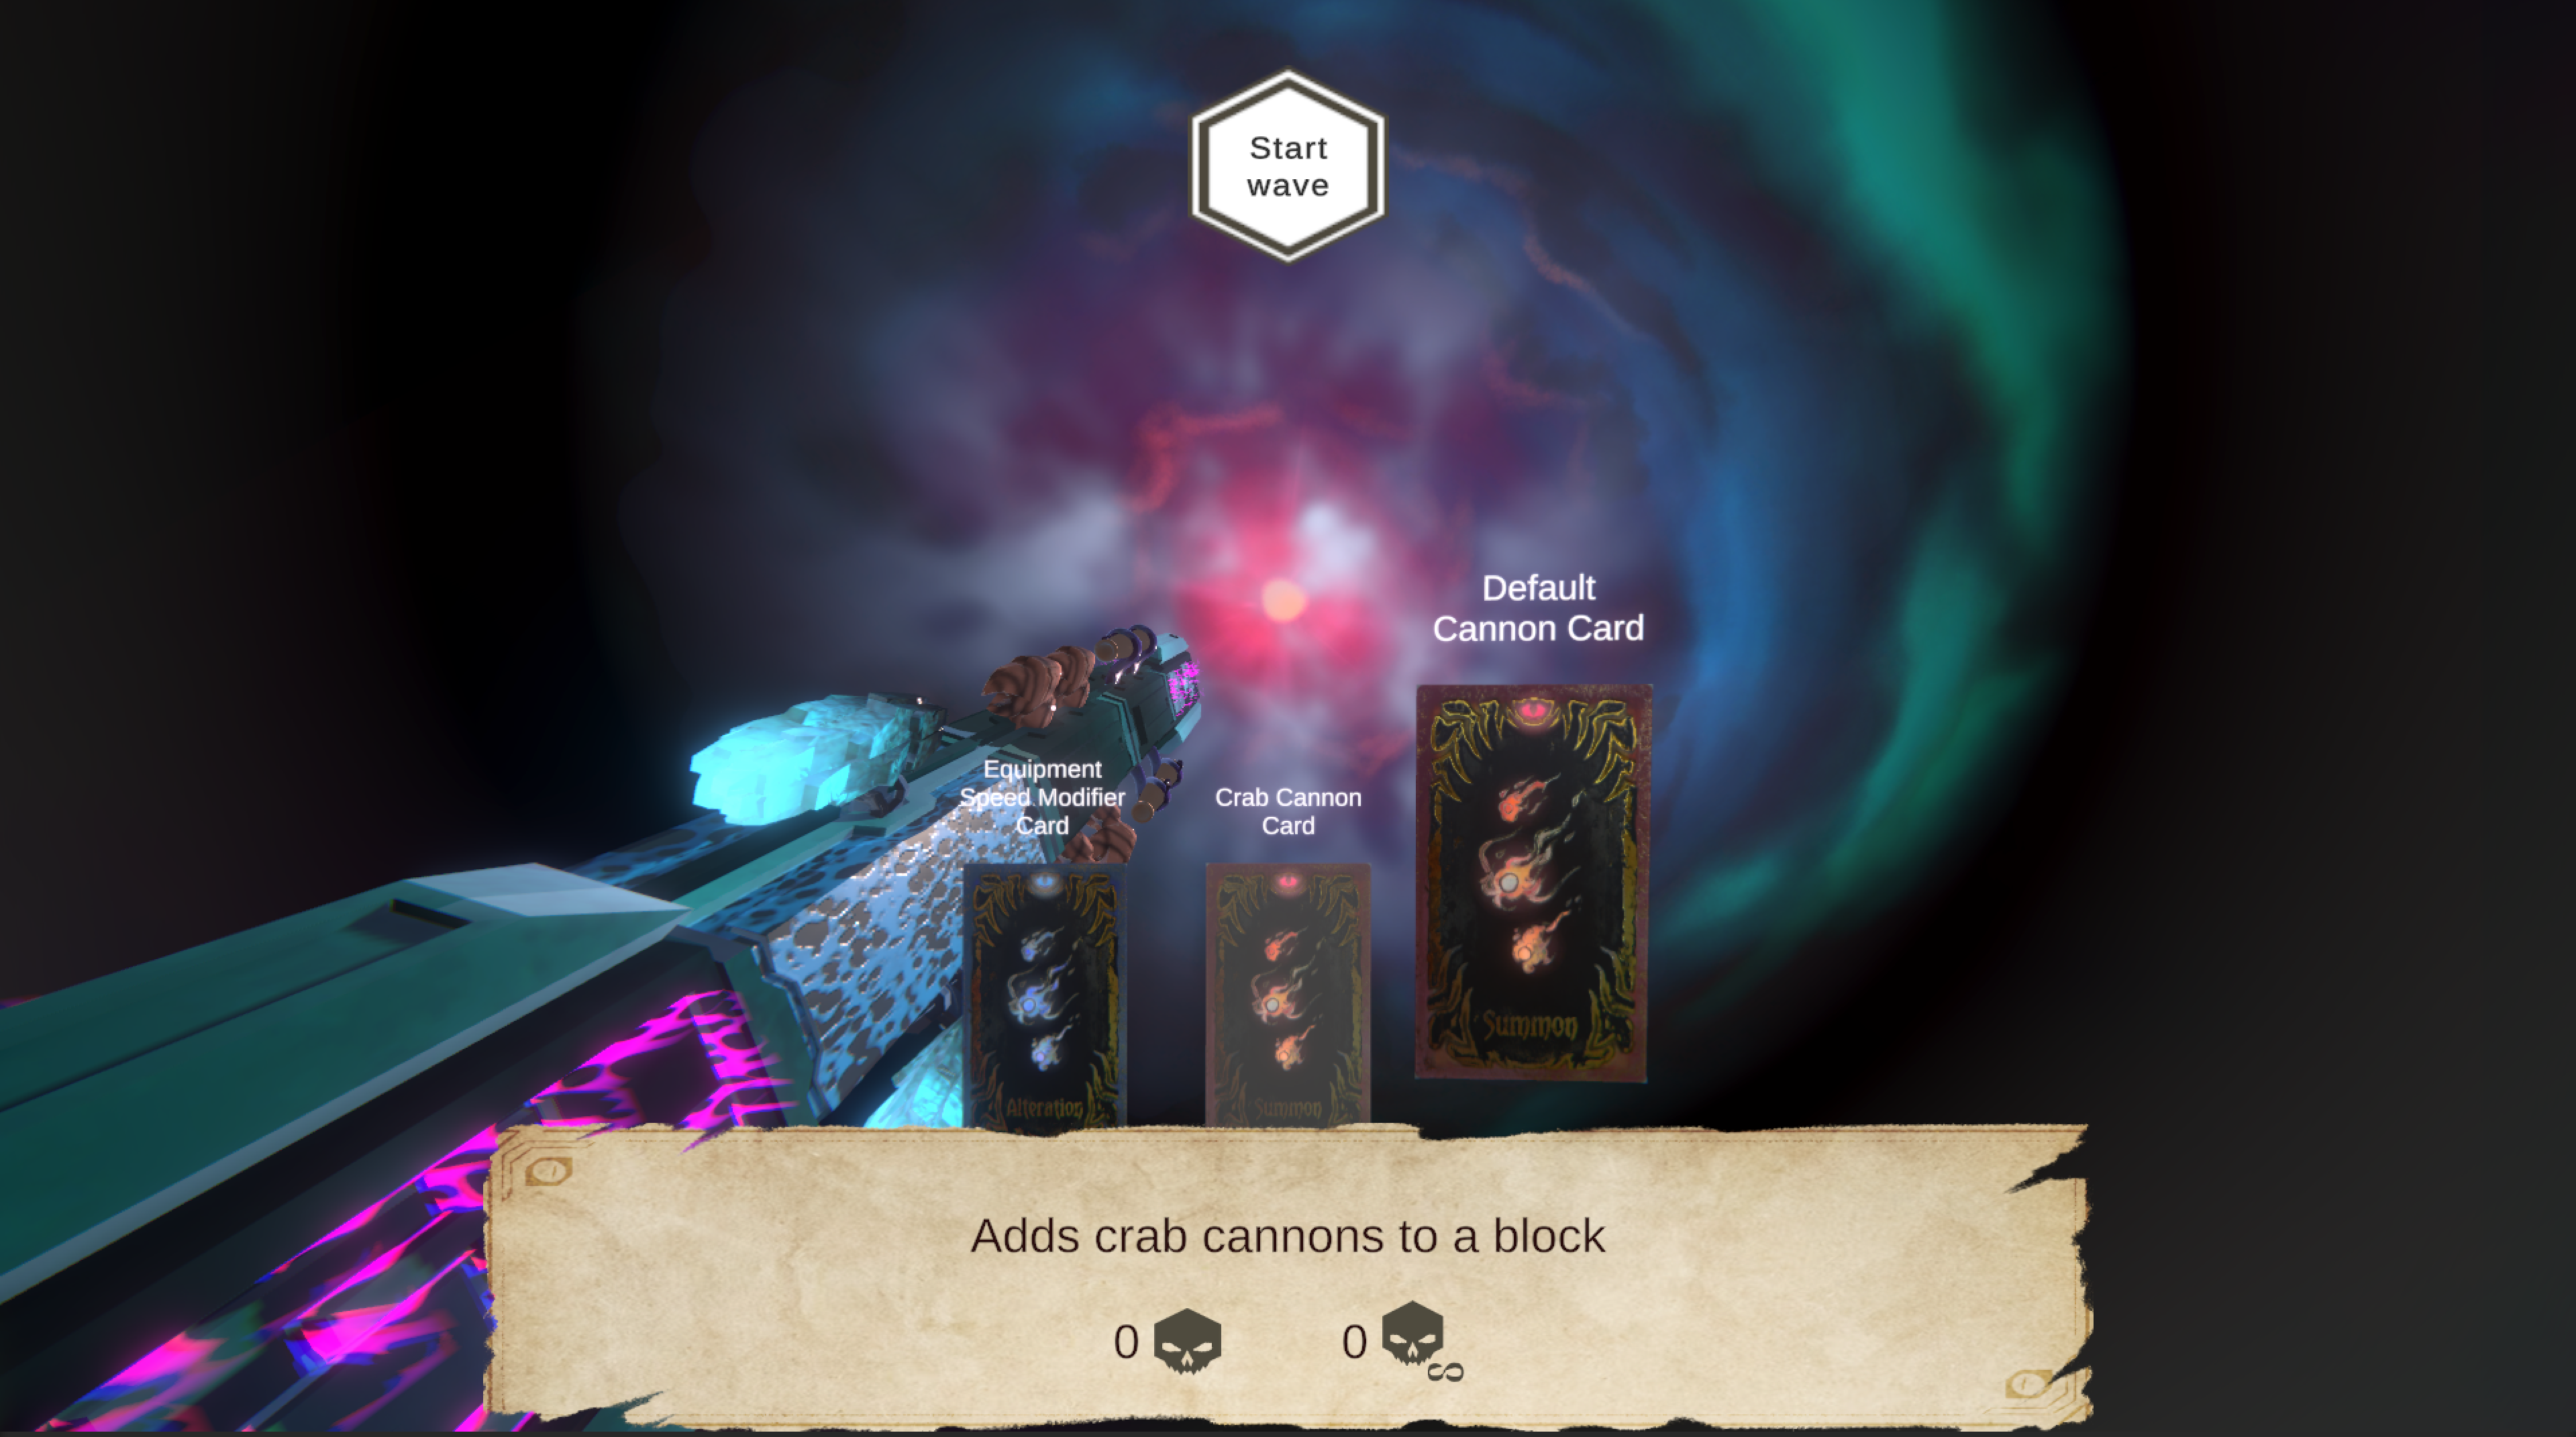 Start
wave
Default
Cannon Card
Equipment
Speed Modifier
Card
Crab Cannon
Card
Summon
Alteration
Summon
Adds crab cannons to a block
0
0